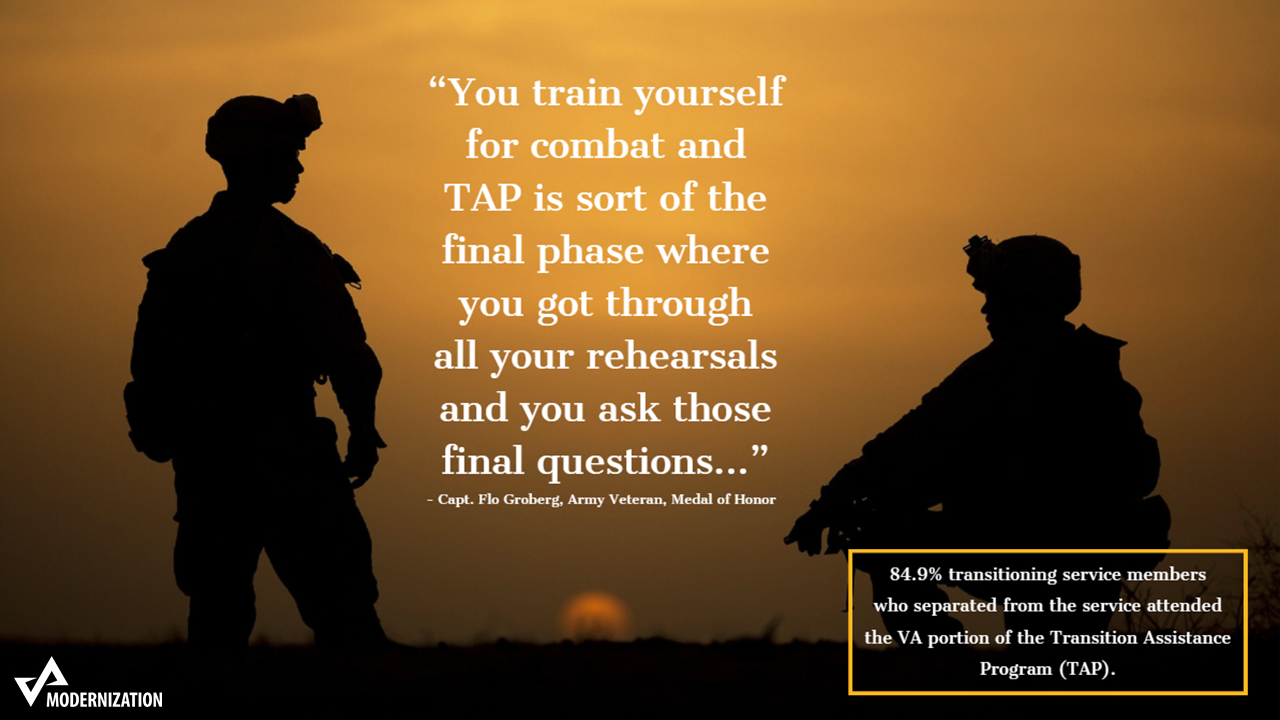 “You train yourself
for combat and
TAP is sort of the
final phase where
you got through
all your rehearsals
and you ask those
final questions...”
- Capt. Flo Groberg, Army Veteran, Medal of Honor
84.9% transitioning service members
who separated from the service attended
the VA portion of the Transition Assistance
Program (TAP).
VA
MODERNIZATION